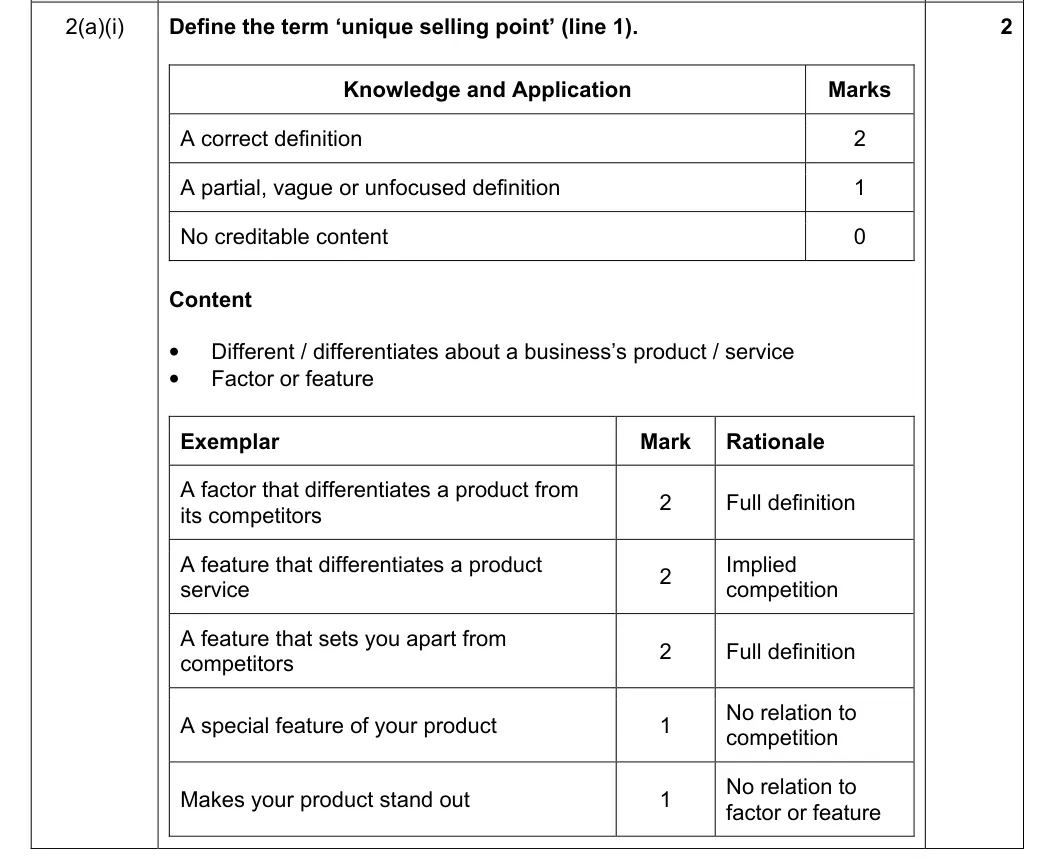 2(a)(i) Define the term ‘unique selling point’ (line 1). 2
Knowledge and Application Marks
A correct definition 2
A partial, vague or unfocused definition 1
No creditable content 0
Content
• Different / differentiates about a business’s product / service
• Factor or feature
Exemplar Mark Rationale
A factor that differentiates a product from
its competitors
2
Full definition
A feature that differentiates a product
service
2
Implied
competition
A feature that sets you apart from
competitors
2
Full definition
A special feature of your product
1
No relation to
competition
Makes your product stand out
1
No relation to
factor or feature